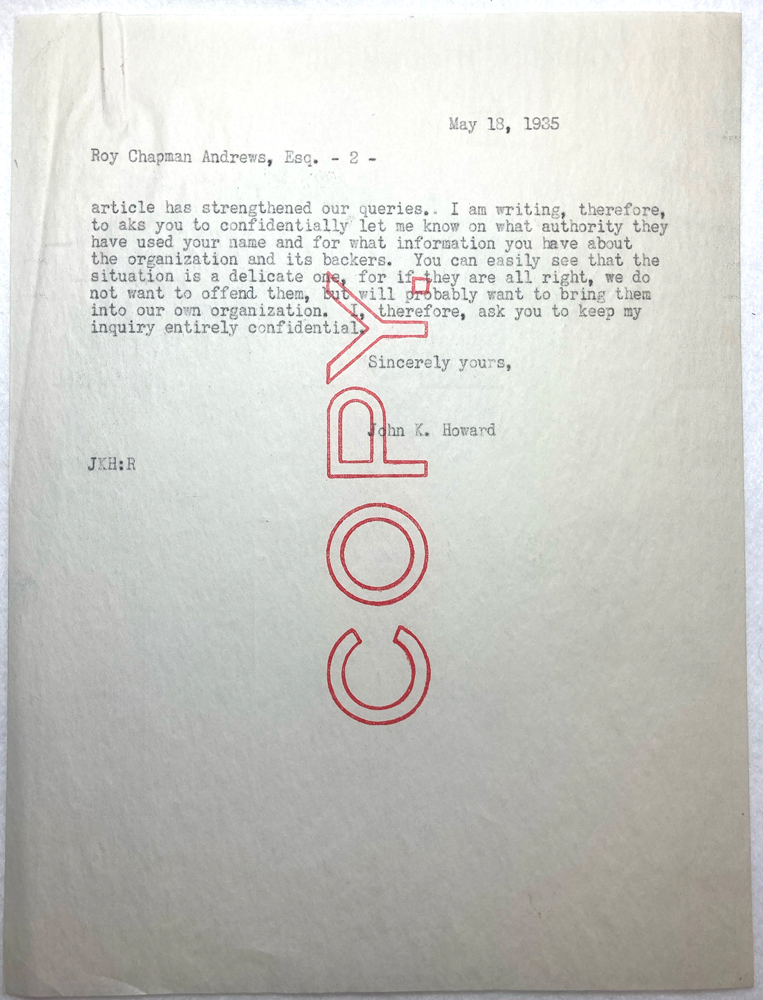 May 18, 1935
Roy Chapman Andrews, Esq. - 2 -
article has strengthened our queries.. I am writing, therefore,
to aks you to confidentially let me know on what authority they
have used your name and for what information you have about
the organization and its backers. You can easily see that the
situation is a delicate one, for if they are all right, we do
not want to offend them, but will probably want to bring them
into our own organization. I, therefore, ask you to keep my
inquiry entirely confidential.
Sincerely yours,
John K. Howard
JKH:R
COPY.